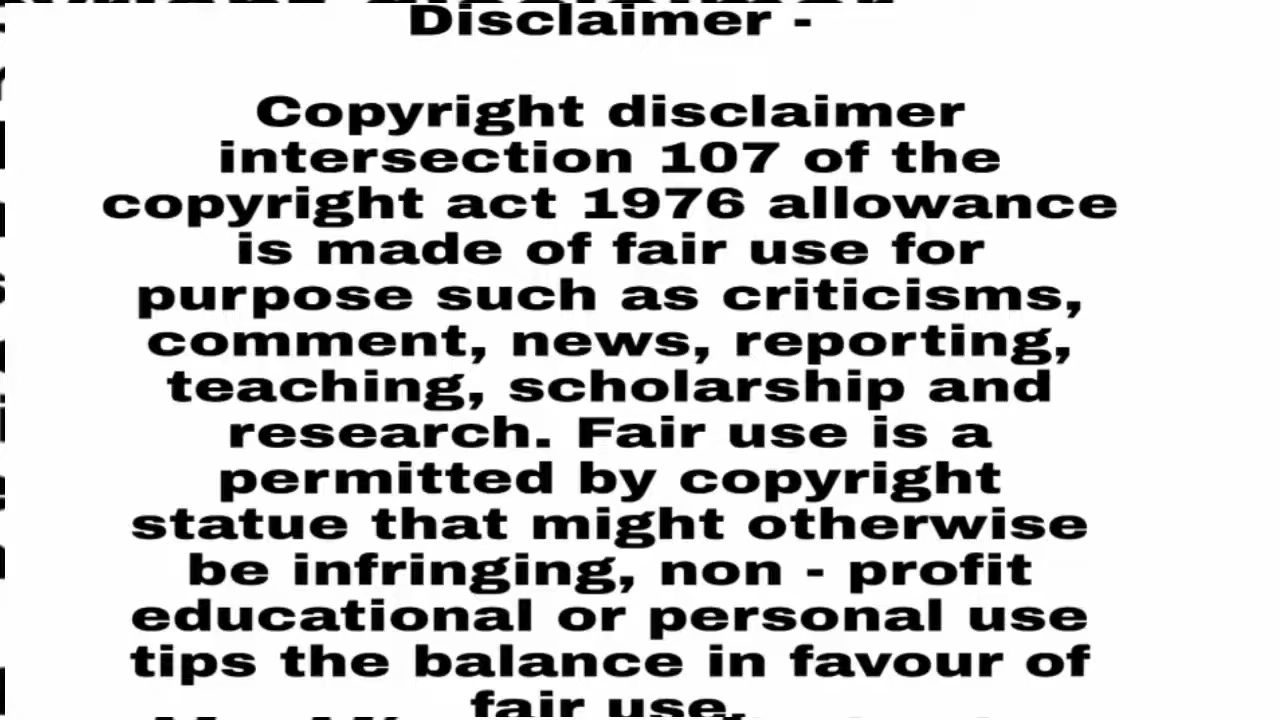 Disclaimer -
Copyright disclaimer
intersection 107 of the
copyright act 1976 allowance
is made of fair use for
purpose such as criticisms,
comment, news, reporting,
teaching, scholarship and
research. Fair use is a
permitted by copyright
statue that might otherwise
be infringing, non - profit
educational or personal use
tips the balance in favour of
fair use.